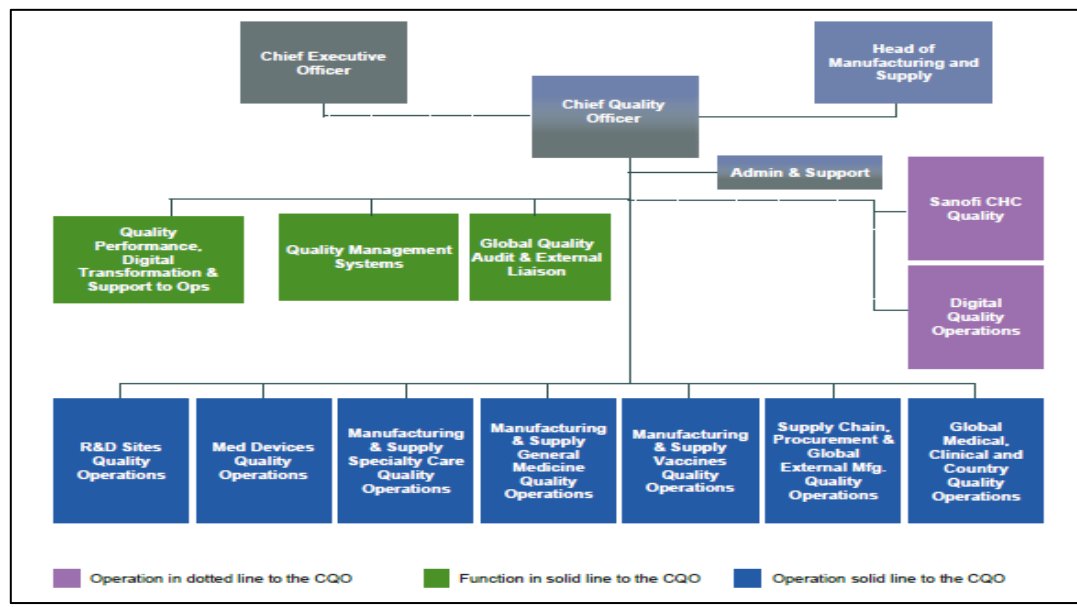 Chief Executive
Officer
Head of
Manufacturing and
Supply
Chief Quality
Officer
Admin & Support
Sanofi CHC
Quality
Quality
Performance,
Digital
Transformation &
Support to Ops
Quality Management
Systems
Global Quality
Audit & External
Liaison
Digital
Quality
Operations
R&D Sites
Quality
Operations
Med Devices
Quality
Operations
Manufacturing
& Supply
Specialty Care
Quality
Operations
Manufacturing
& Supply
General
Medicine
Quality
Operations
Manufacturing
& Supply
Vaccines
Quality
Operations
Supply Chain,
Procurement &
Global
External Mfg.
Quality
Operations
Global
Medical,
Clinical and
Country
Quality
Operations
Operation in dotted line to the CQO
Function in solid line to the CQO
Operation solid line to the CQO